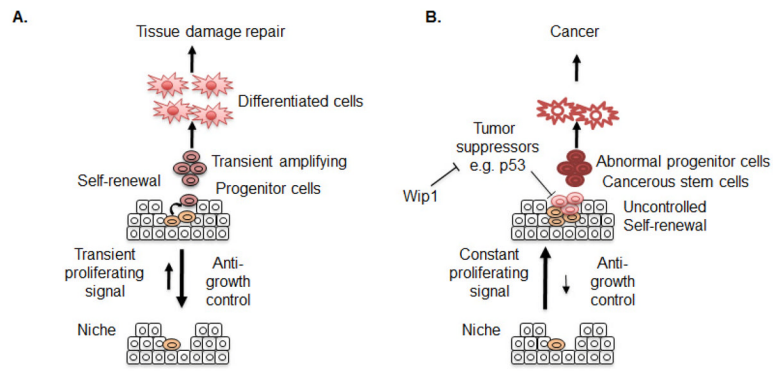 A.
Tissue damage repair
Differentiated cells
Transient amplifying
Self-renewal
Progenitor cells
Transient
proliferating
signal
Anti-
growth
control
Niche
B.
Cancer
Tumor
suppressors
e.g. p53
Wip1
Abnormal progenitor cells
Cancerous stem cells
Uncontrolled
Self-renewal
Constant
proliferating
signal
Anti-
growth
control
Niche